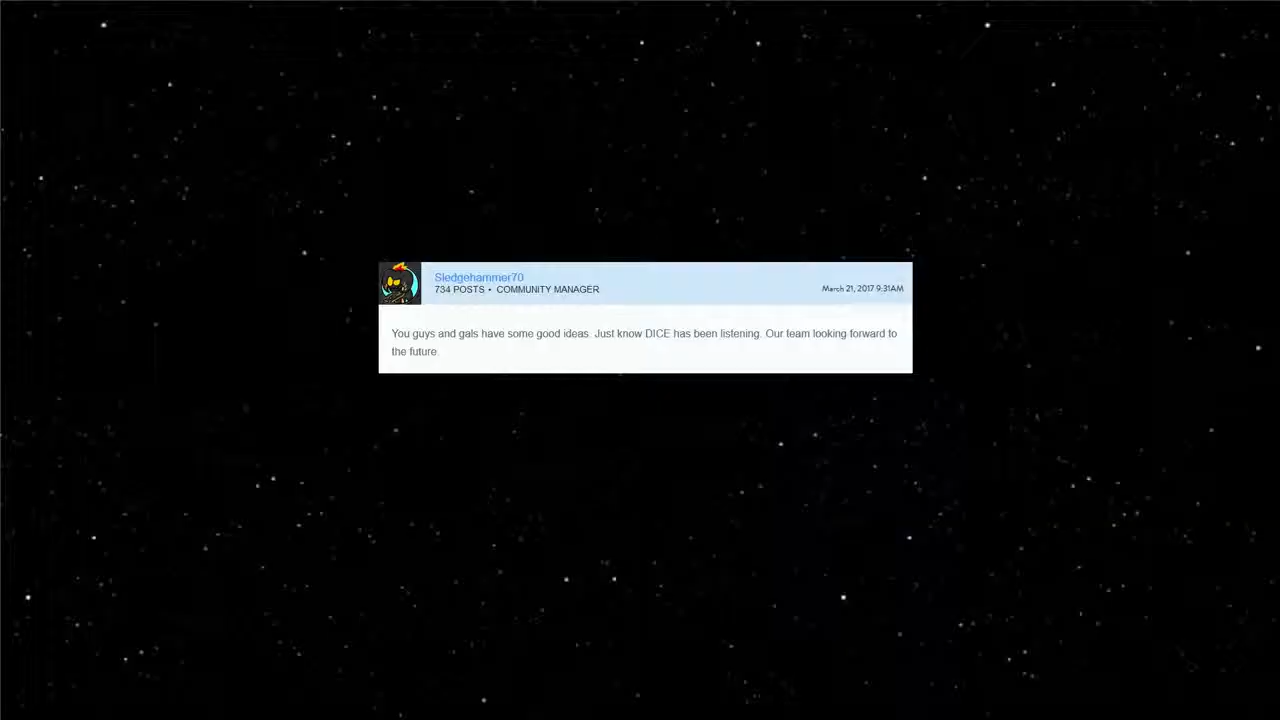 Sledgehammer70
734 POSTS • COMMUNITY MANAGER
March 21, 2017 9:31AM
You guys and gals have some good ideas. Just know DICE has been listening. Our team looking forward to
the future.